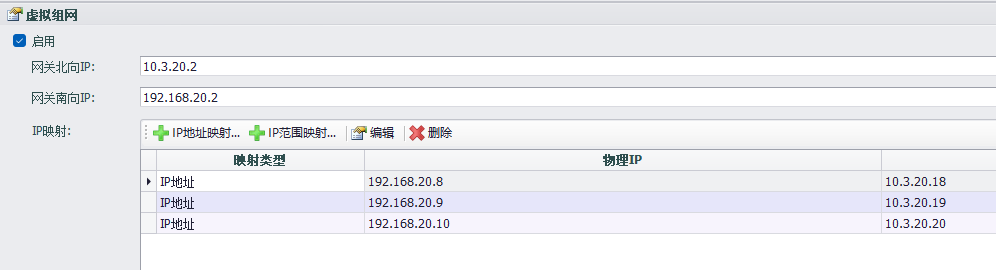 虚拟组网
启用
网关北向IP: 10.3.20.2
网关南向IP: 192.168.20.2
IP映射: IP地址映射... IP范围映射... 编辑 删除
映射类型 物理IP
IP地址 192.168.20.8 10.3.20.18
IP地址 192.168.20.9 10.3.20.19
IP地址 192.168.20.10 10.3.20.20